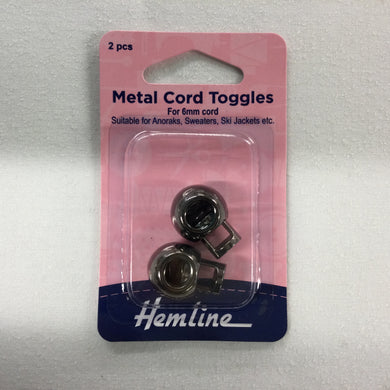 2 pcs
Metal Cord Toggles
For 6mm cord
Suitable for Anoraks, Sweaters, Ski Jackets etc.
Hemline